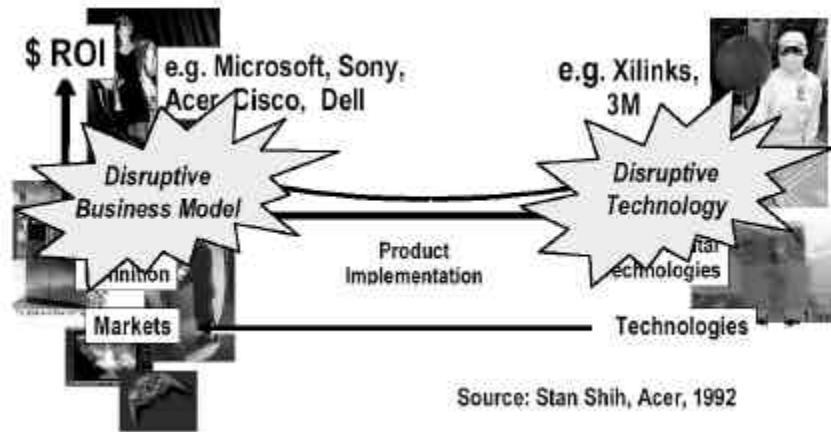 $ ROI
e.g. Microsoft, Sony,
Acer, Cisco, Dell
e.g. Xilinks,
3M
Disruptive
Business Model
Disruptive
Technology
Product
Implementation
Technologies
Markets
Technologies
Source: Stan Shih, Acer, 1992